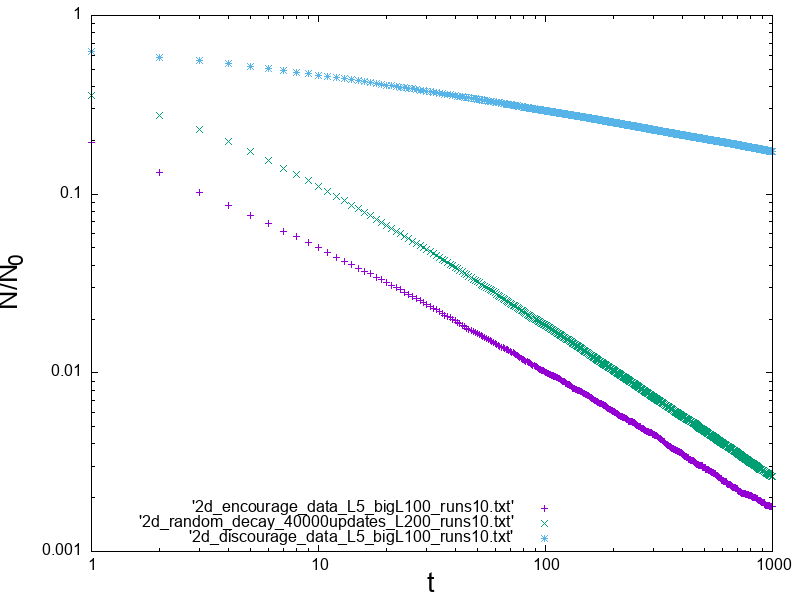 1
0.1
0.01
0.001
N/N0
'2d_encourage_data_L5_bigL100_runs10.txt'
'2d_random_decay_40000updates_L200_runs10.txt'
'2d_discourage_data_L5_bigL100_runs10.txt'
1 10 100 1000
t